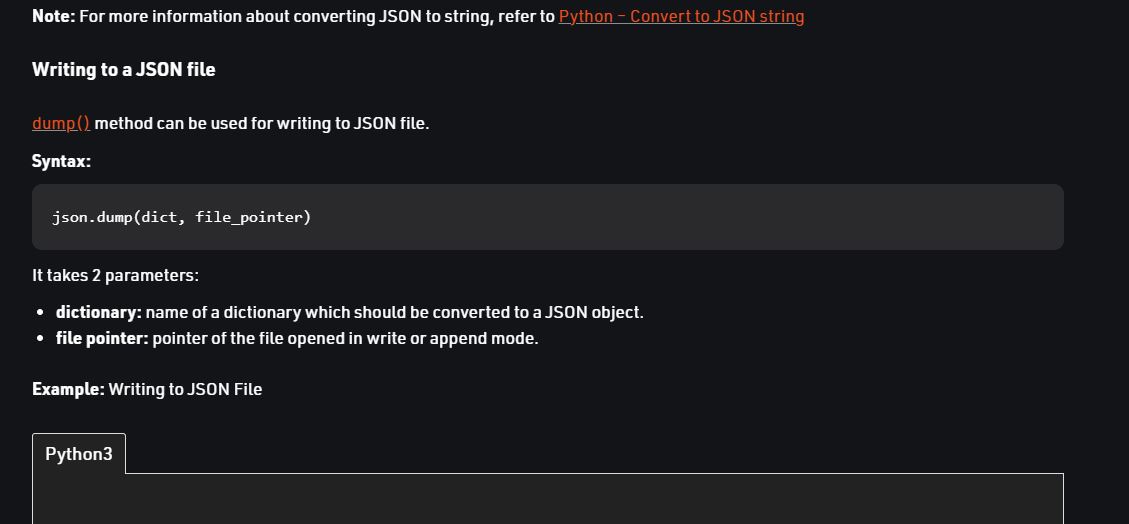 Note: For more information about converting JSON to string, refer to Python – Convert to JSON string
Writing to a JSON file
dump() method can be used for writing to JSON file.
Syntax:
json.dump(dict, file_pointer)
It takes 2 parameters:
• dictionary: name of a dictionary which should be converted to a JSON object.
• file pointer: pointer of the file opened in write or append mode.
Example: Writing to JSON File
Python3